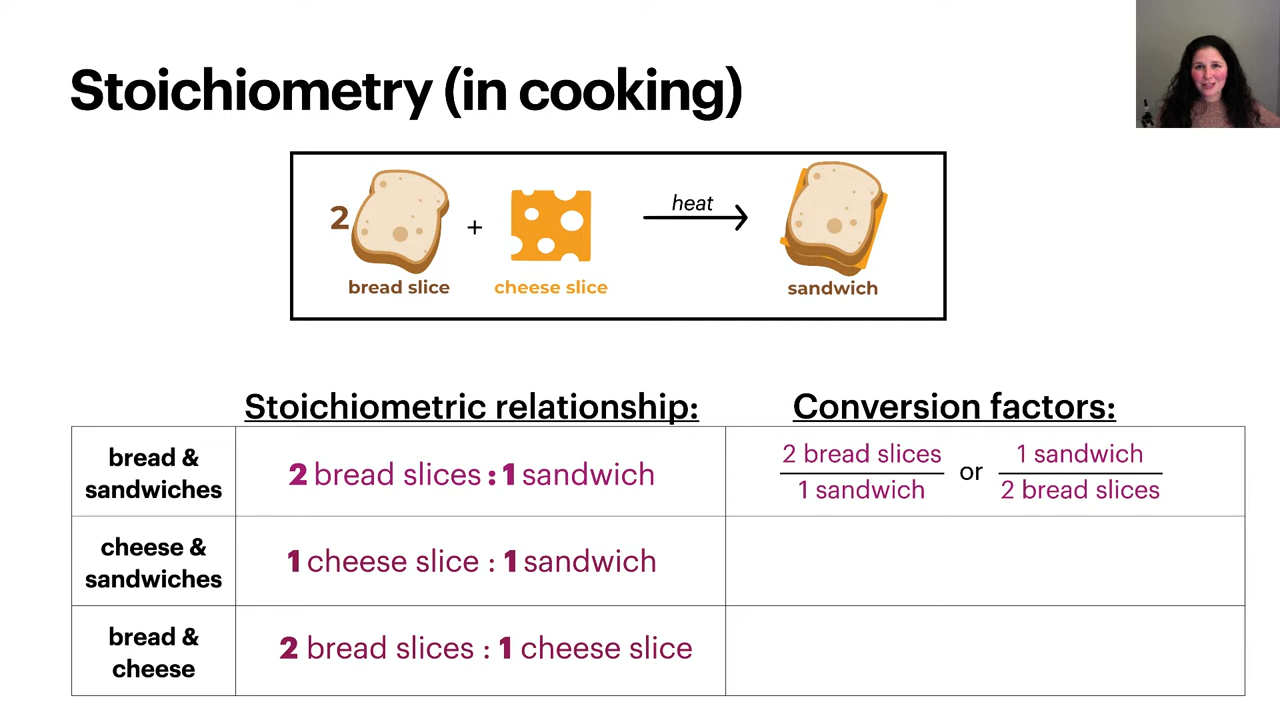 Stoichiometry (in cooking)
2 + heat
bread slice cheese slice sandwich
Stoichiometric relationship: Conversion factors:
bread &
sandwiches
2 bread slices : 1 sandwich
2 bread slices
1 sandwich
or
1 sandwich
2 bread slices
cheese &
sandwiches
1 cheese slice : 1 sandwich
bread &
cheese
2 bread slices : 1 cheese slice